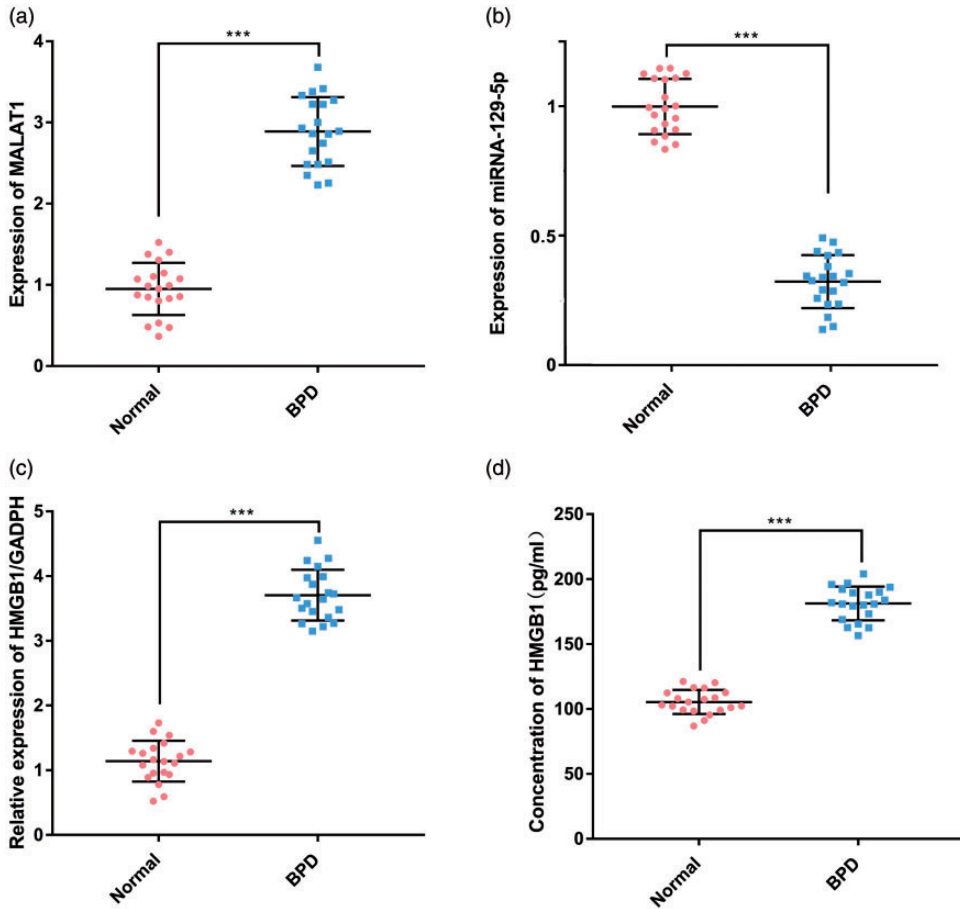 (a)
Expression of MALAT1
4
3
2
1
0
***
Normal
BPD
(b)
Expression of miRNA-129-5p
1
0.5
0
***
Normal
BPD
(c)
Relative expression of HMGB1/GADPH
5
4
3
2
1
0
***
Normal
BPD
(d)
Concentration of HMGB1（pg/ml）
250
200
150
100
50
0
***
Normal
BPD